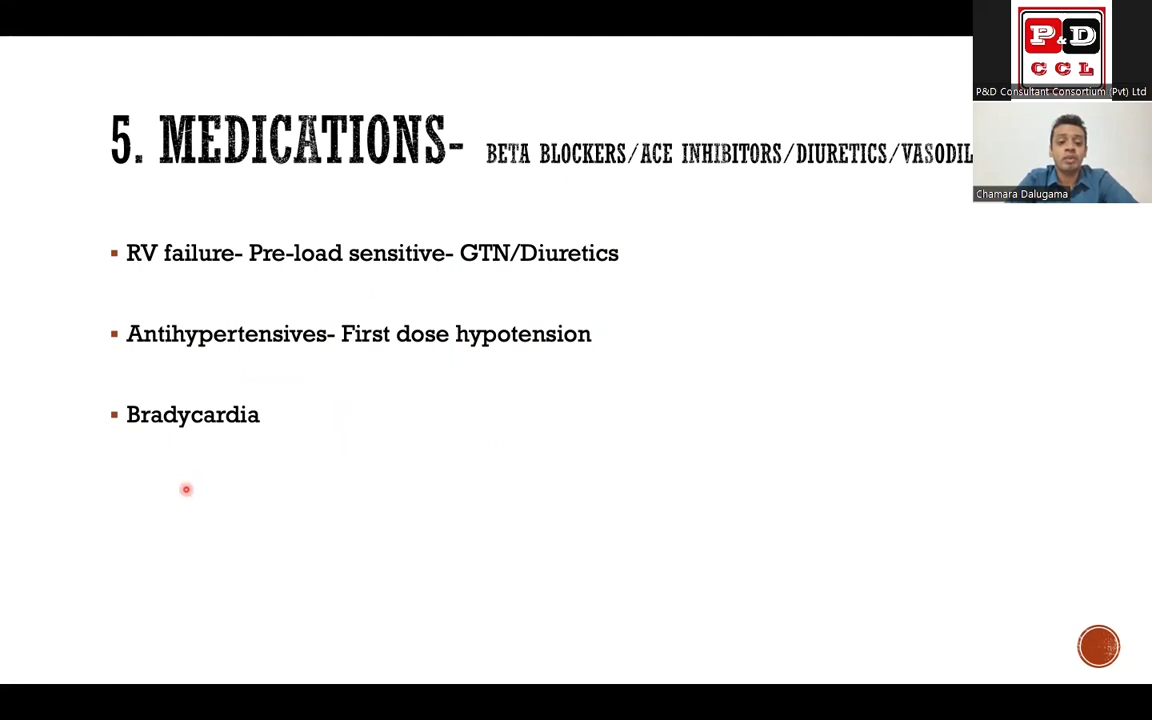 P&D
CCL
P&D Consultant Consortium (Pvt) Ltd
5. MEDICATIONS- BETA BLOCKERS/ACE INHIBITORS/DIURETICS/VASODIL
Chamara Dalugama
▪ RV failure- Pre-load sensitive- GTN/Diuretics
▪ Antihypertensives- First dose hypotension
▪ Bradycardia